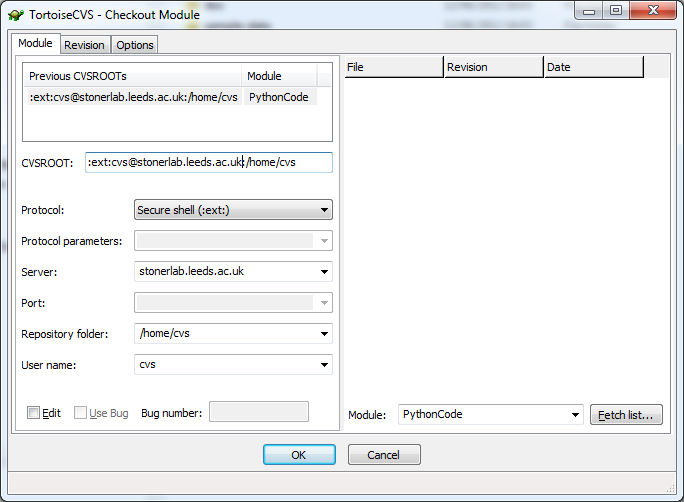 TortoiseCVS - Checkout Module
Module Revision Options
Previous CVSROOTs Module
:ext:cvs@stonerlab.leeds.ac.uk:/home/cvs PythonCode
CVSROOT: :ext:cvs@stonerlab.leeds.ac.uk:/home/cvs
Protocol: Secure shell (:ext:)
Protocol parameters:
Server: stonerlab.leeds.ac.uk
Port:
Repository folder: /home/cvs
User name: cvs
Edit Use Bug Bug number:
File Revision Date
Module: PythonCode Fetch list...
OK Cancel